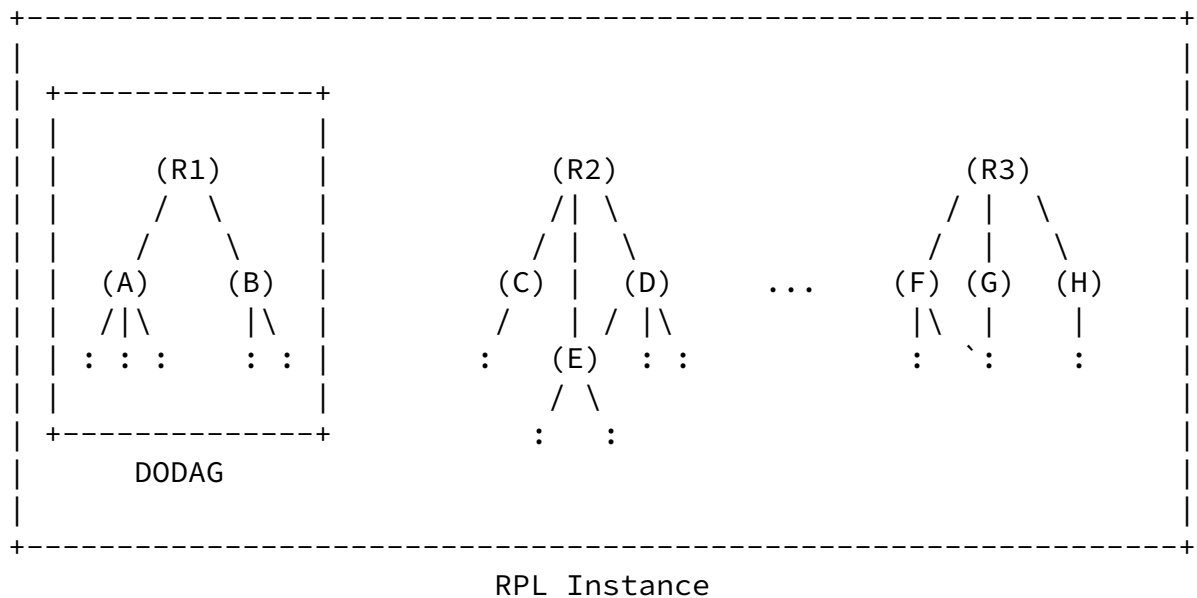 (R1) (R2) (R3)
(A) (B) (C) (D) ... (F) (G) (H)
: : : : : : (E) : : : `: :
: :
DODAG
RPL Instance